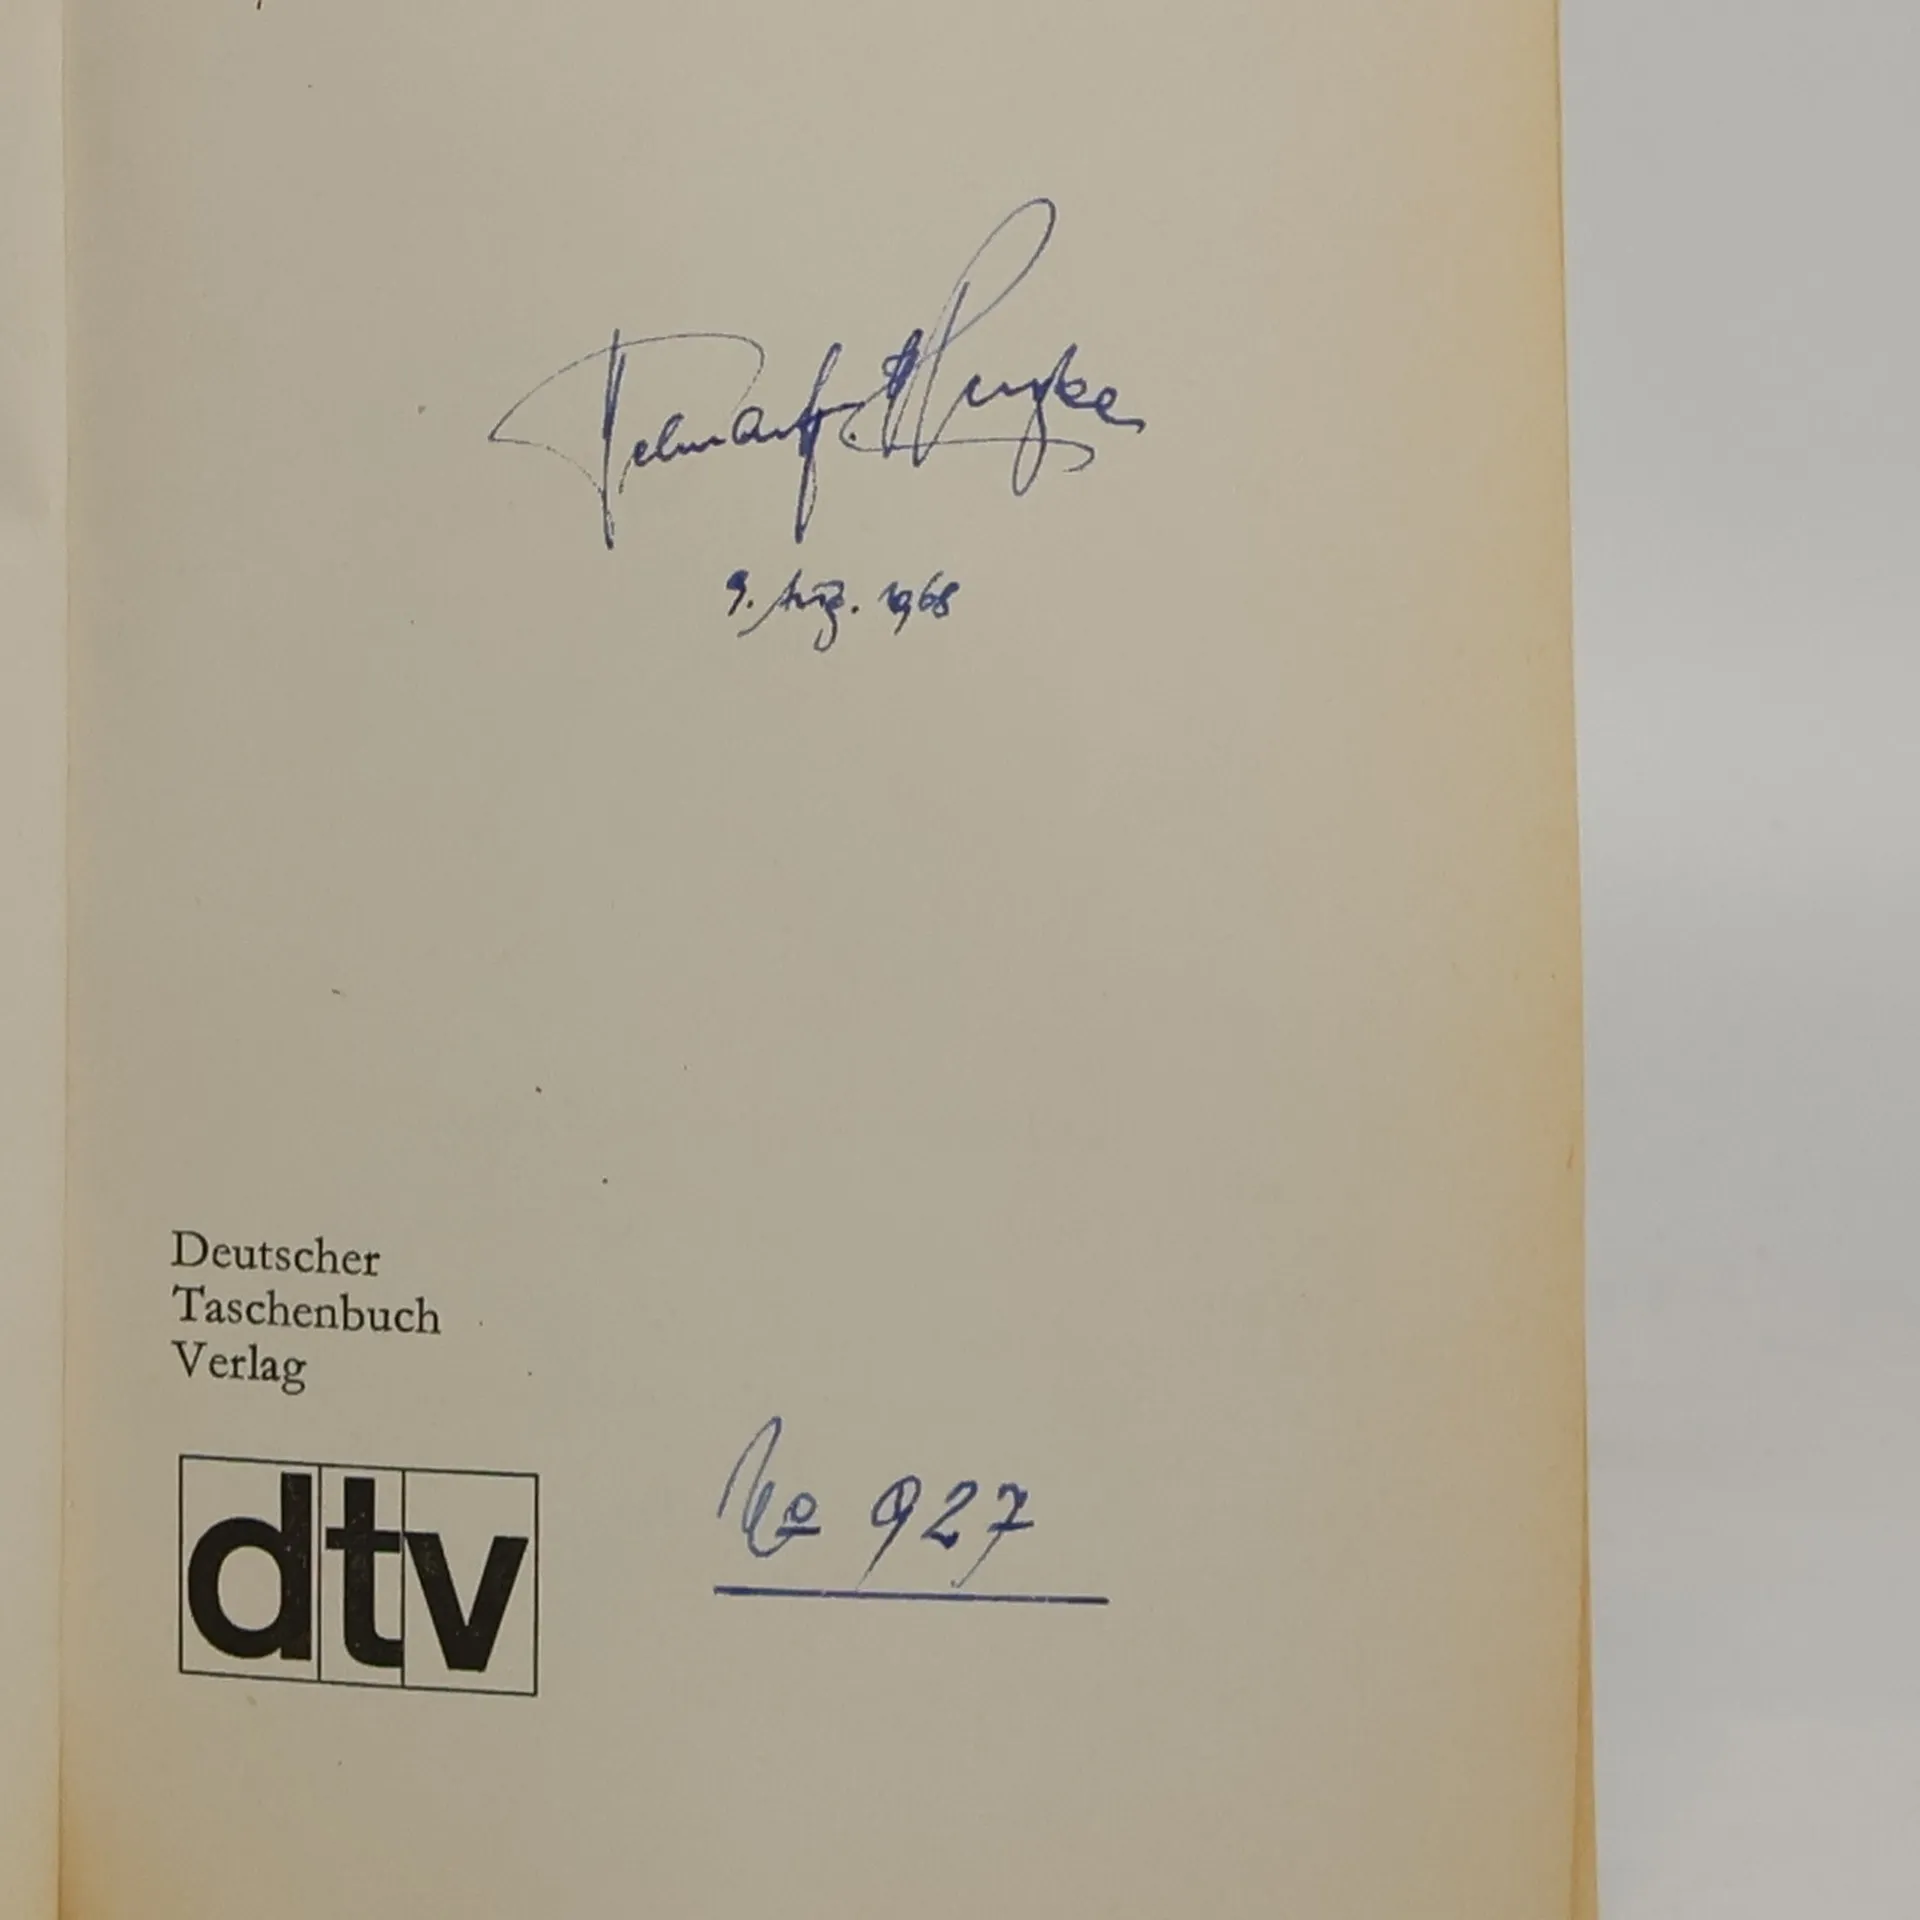 9. Aug. 1968
Deutscher
Taschenbuch
Verlag
dtv
No 927